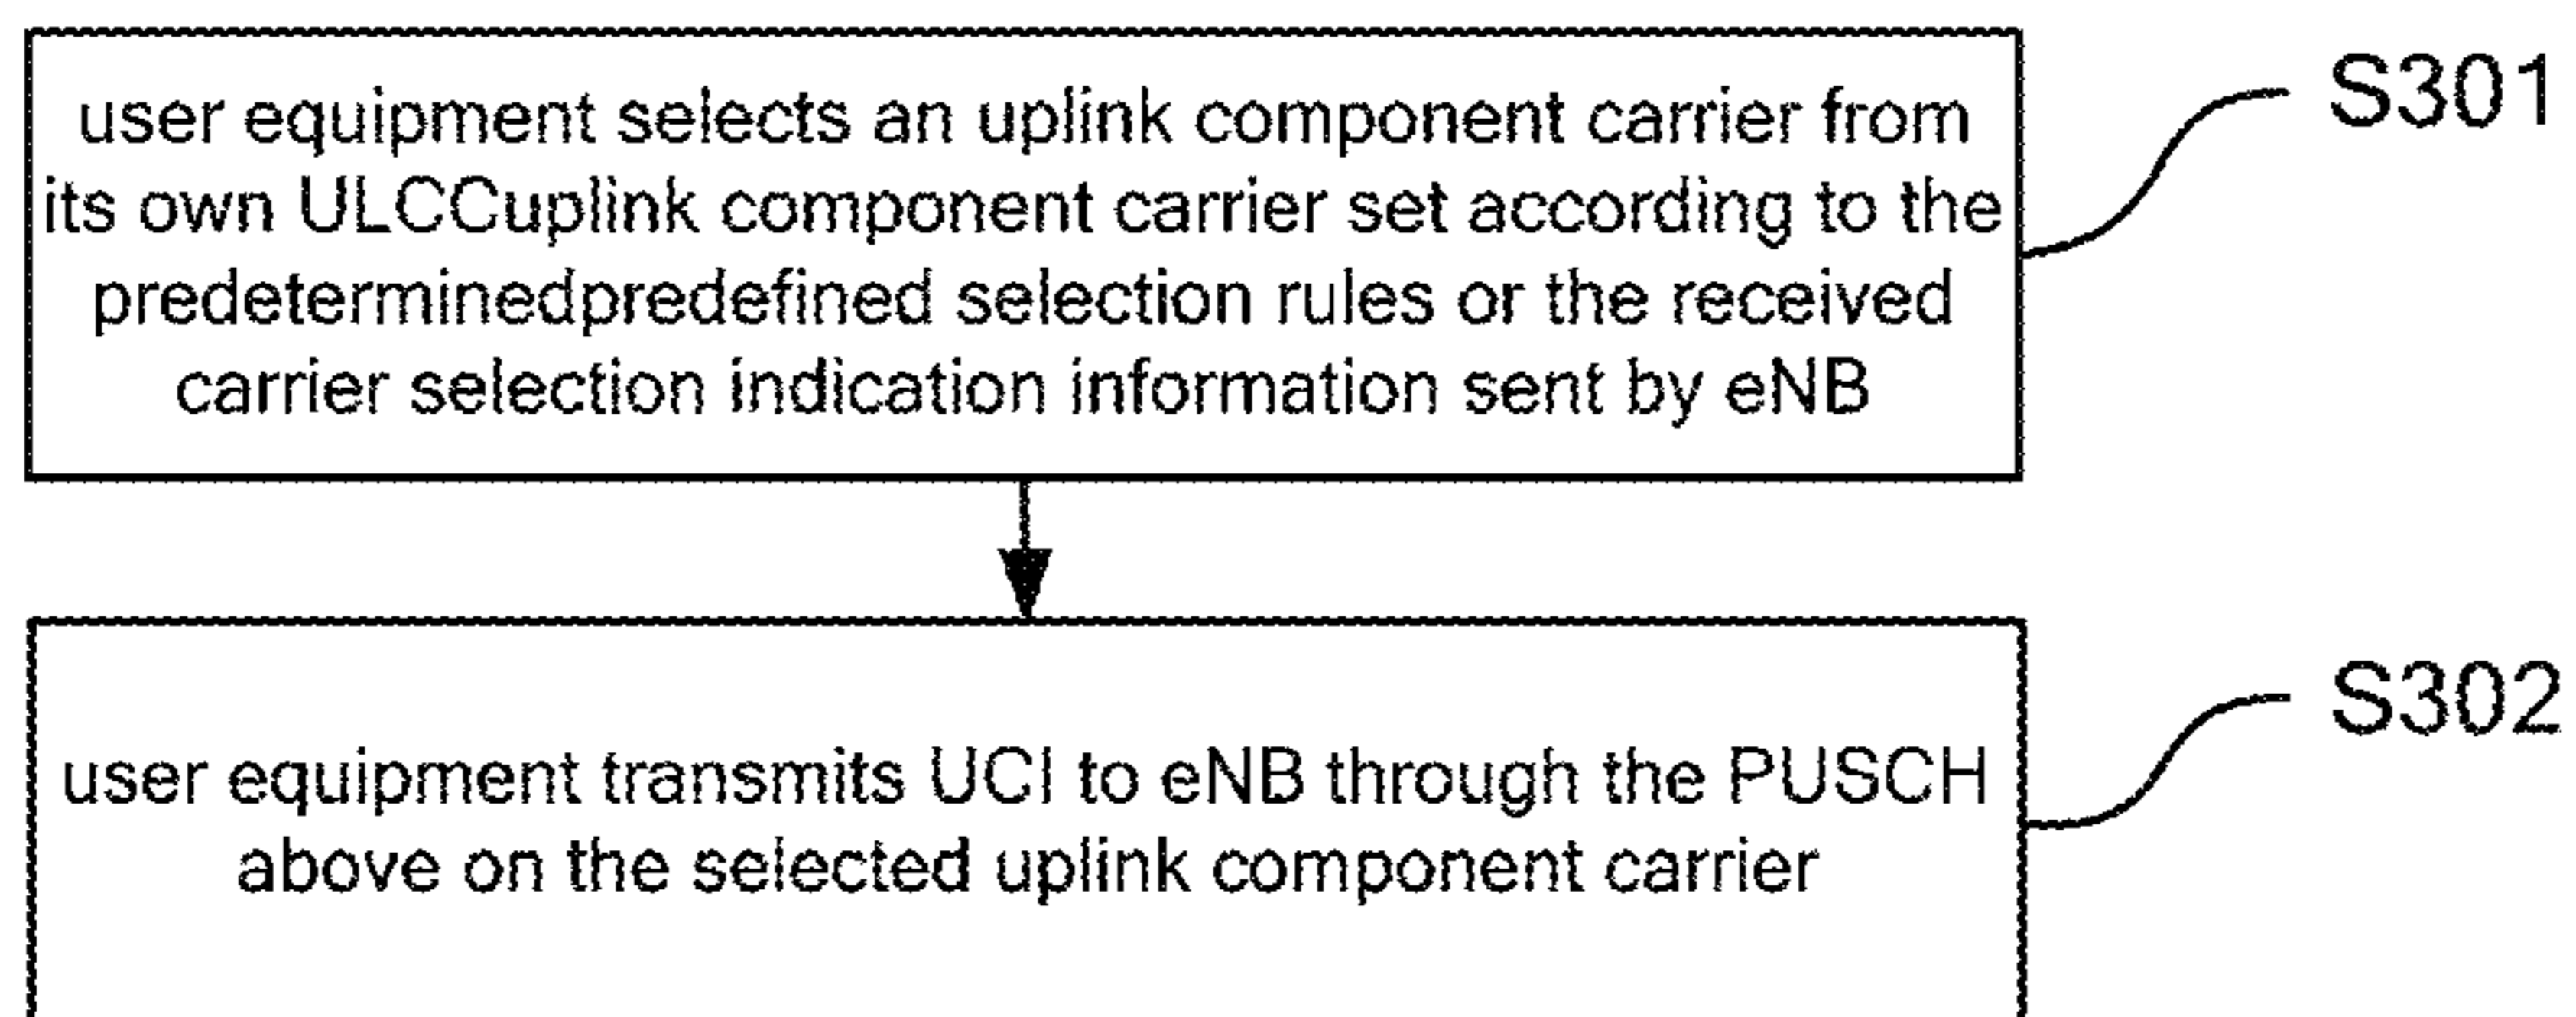 user equipment selects an uplink component carrier from
its own ULCCuplink component carrier set according to the
predeterminedpredefined selection rules or the received
carrier selection indication information sent by eNB
S301
user equipment transmits UCI to eNB through the PUSCH
above on the selected uplink component carrier
S302